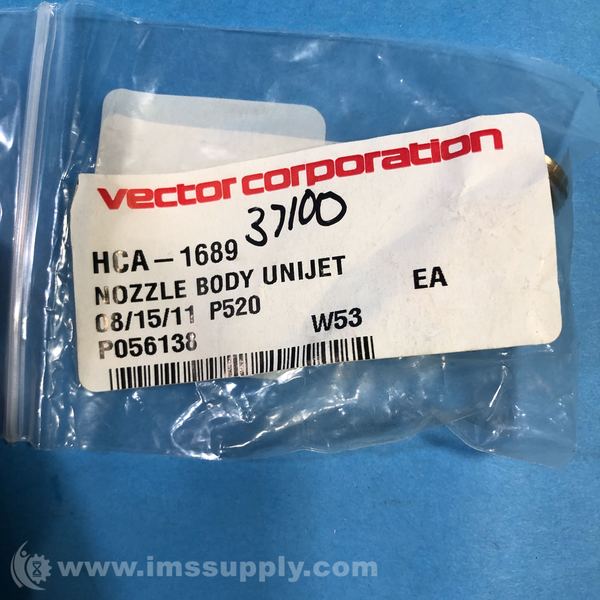 vector corporation
37100
HCA-1689
NOZZLE BODY UNIJET
EA
08/15/11 P520
P056138
W53
www.imssupply.com